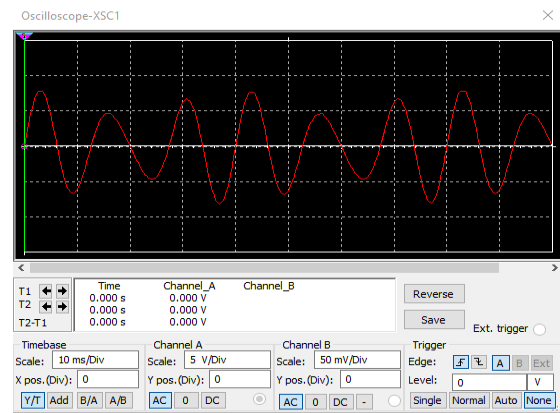 Oscilloscope-XSC1
Time Channel_A Channel_B
T1 0.000 s 0.000 V
T2 0.000 s 0.000 V
T2-T1 0.000 s 0.000 V
Reverse
Save
Ext. trigger
Timebase Channel A Channel B Trigger
Scale: 10 ms/Div Scale: 5 V/Div Scale: 50 mV/Div Edge: A B Ext
X pos.(Div): 0 Y pos.(Div): 0 Y pos.(Div): 0 Level: 0 V
Y/T Add B/A A/B AC 0 DC AC 0 DC - Single Normal Auto None